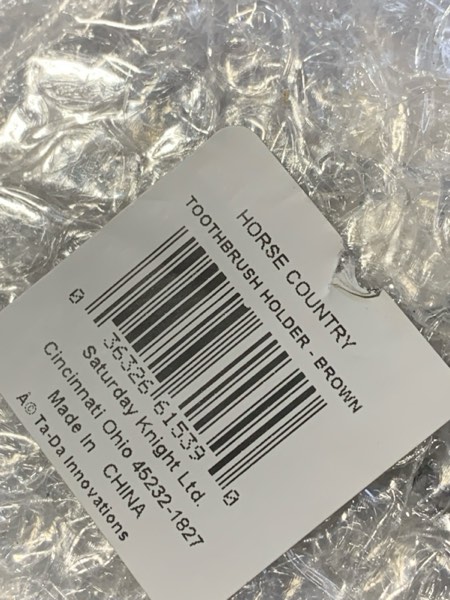 HORSE COUNTRY
TOOTHBRUSH HOLDER - BROWN
0 36326 61539 0
Saturday Knight Ltd.
Cincinnati Ohio 45232-1827
Made In CHINA
Â© Ta-Da Innovations